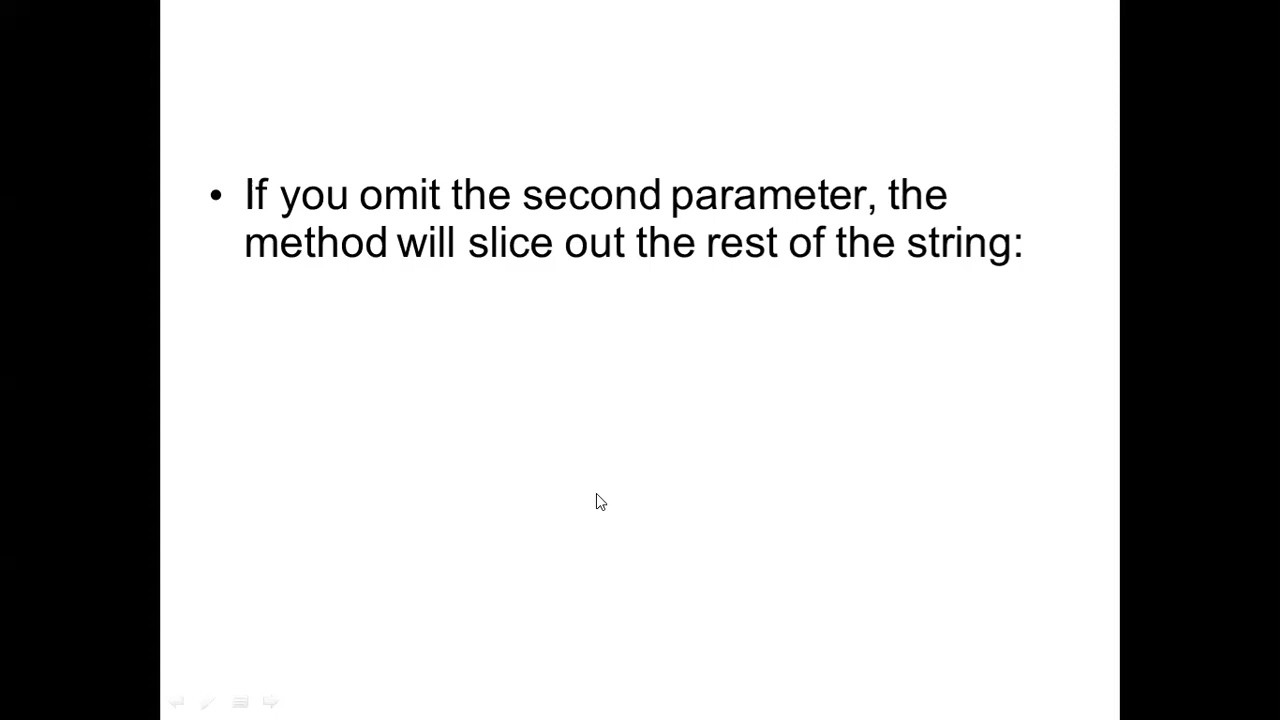 • If you omit the second parameter, the
method will slice out the rest of the string: